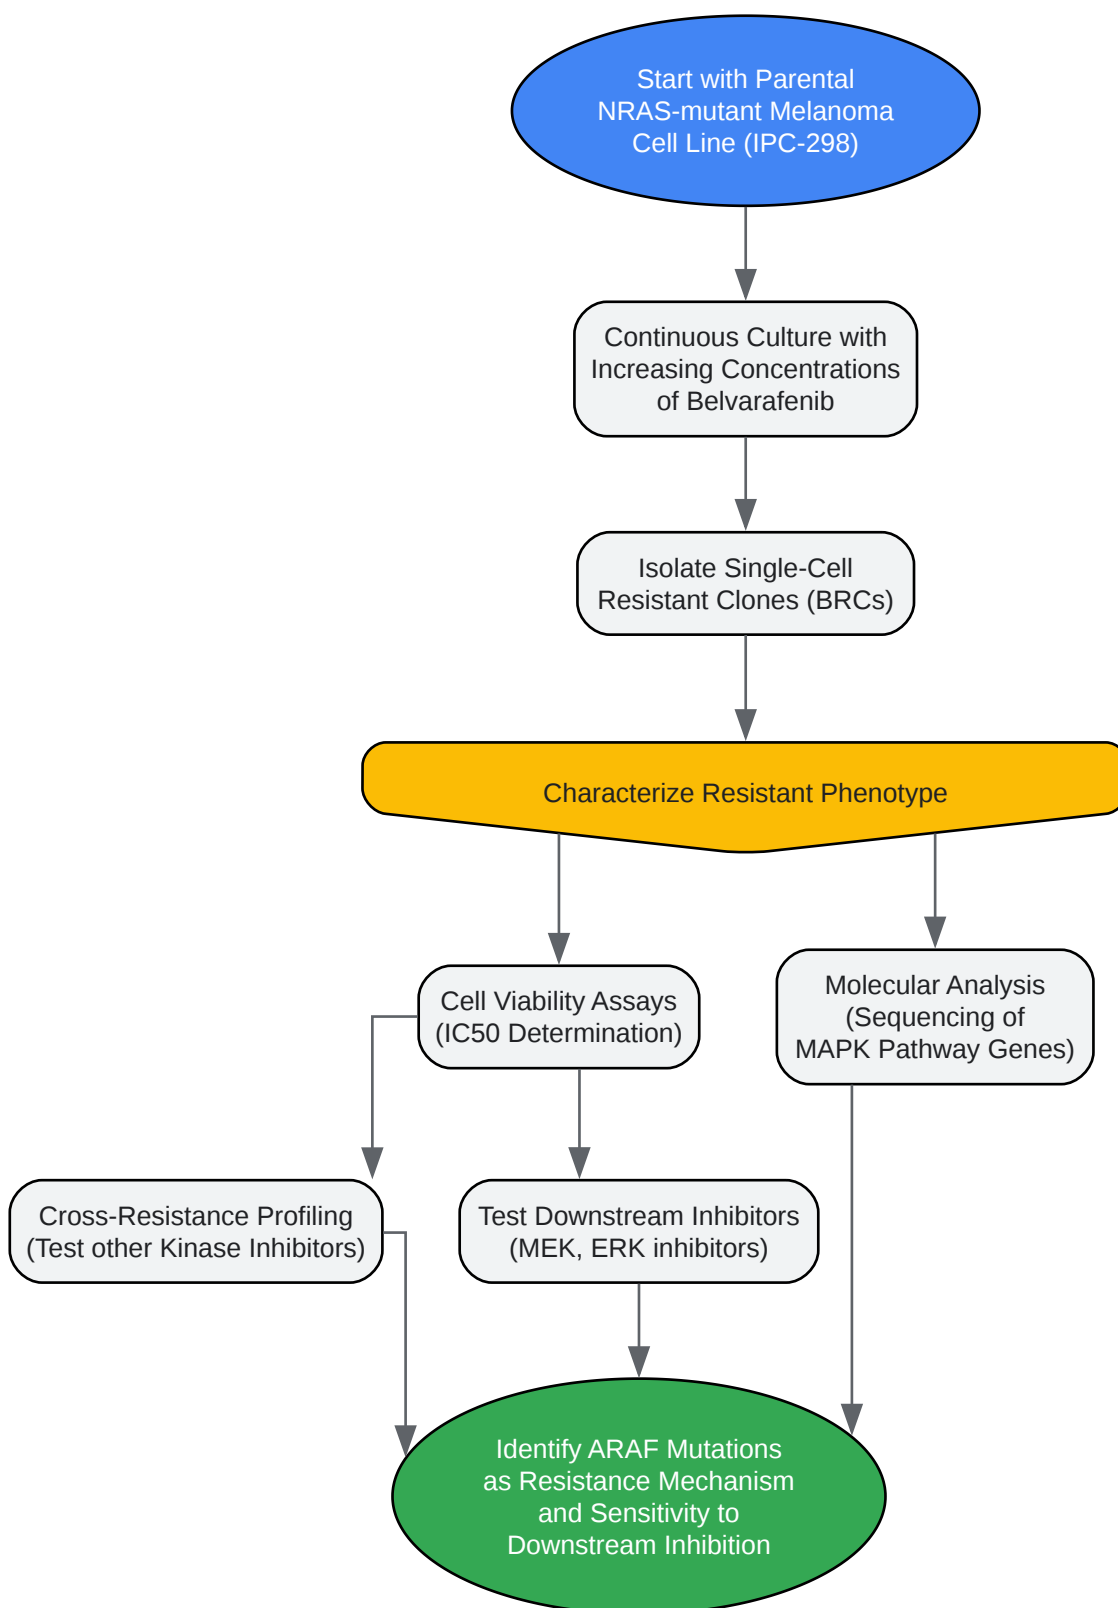 Start with Parental
NRAS-mutant Melanoma
Cell Line (IPC-298)
Continuous Culture with
Increasing Concentrations
of Belvarafenib
Isolate Single-Cell
Resistant Clones (BRCs)
Characterize Resistant Phenotype
Cell Viability Assays
(IC50 Determination)
Molecular Analysis
(Sequencing of
MAPK Pathway Genes)
Cross-Resistance Profiling
(Test other Kinase Inhibitors)
Test Downstream Inhibitors
(MEK, ERK inhibitors)
Identify ARAF Mutations
as Resistance Mechanism
and Sensitivity to
Downstream Inhibition